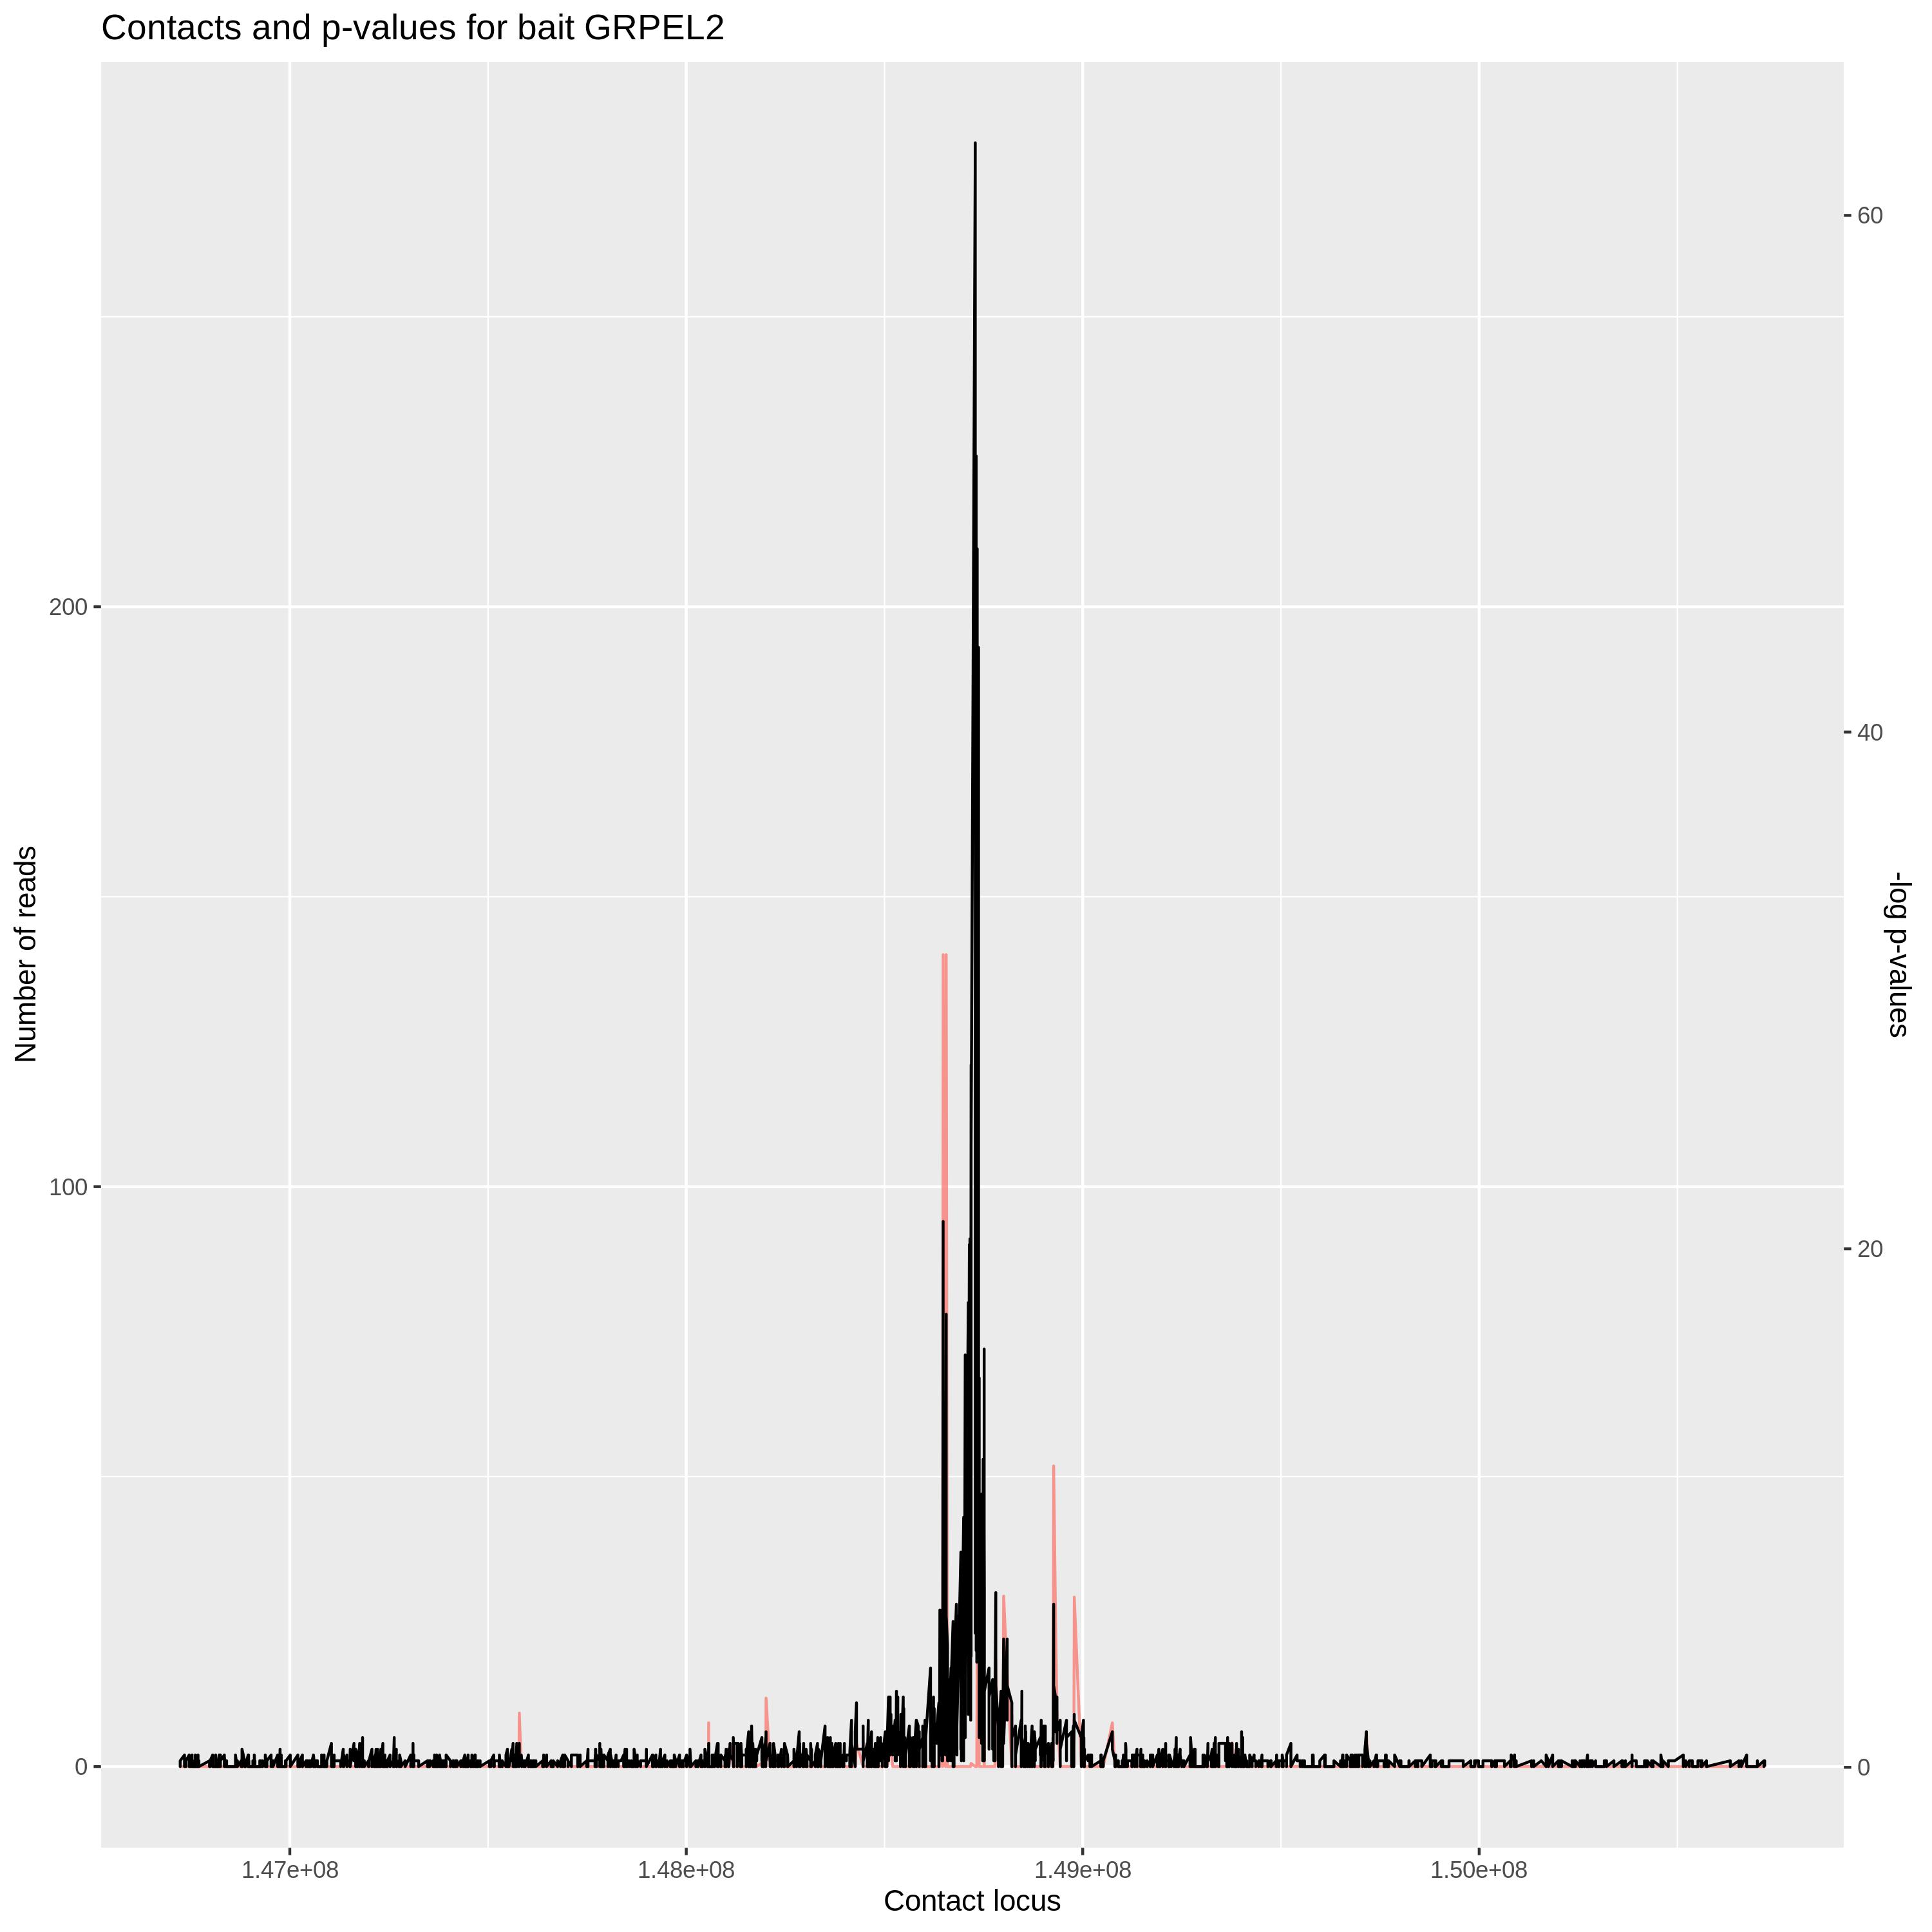 Contacts and p-values for bait GRPEL2
60
200
40
Number of reads
-log p-values
100
20
0
0
1.47e+08
1.48e+08
1.49e+08
1.50e+08
Contact locus